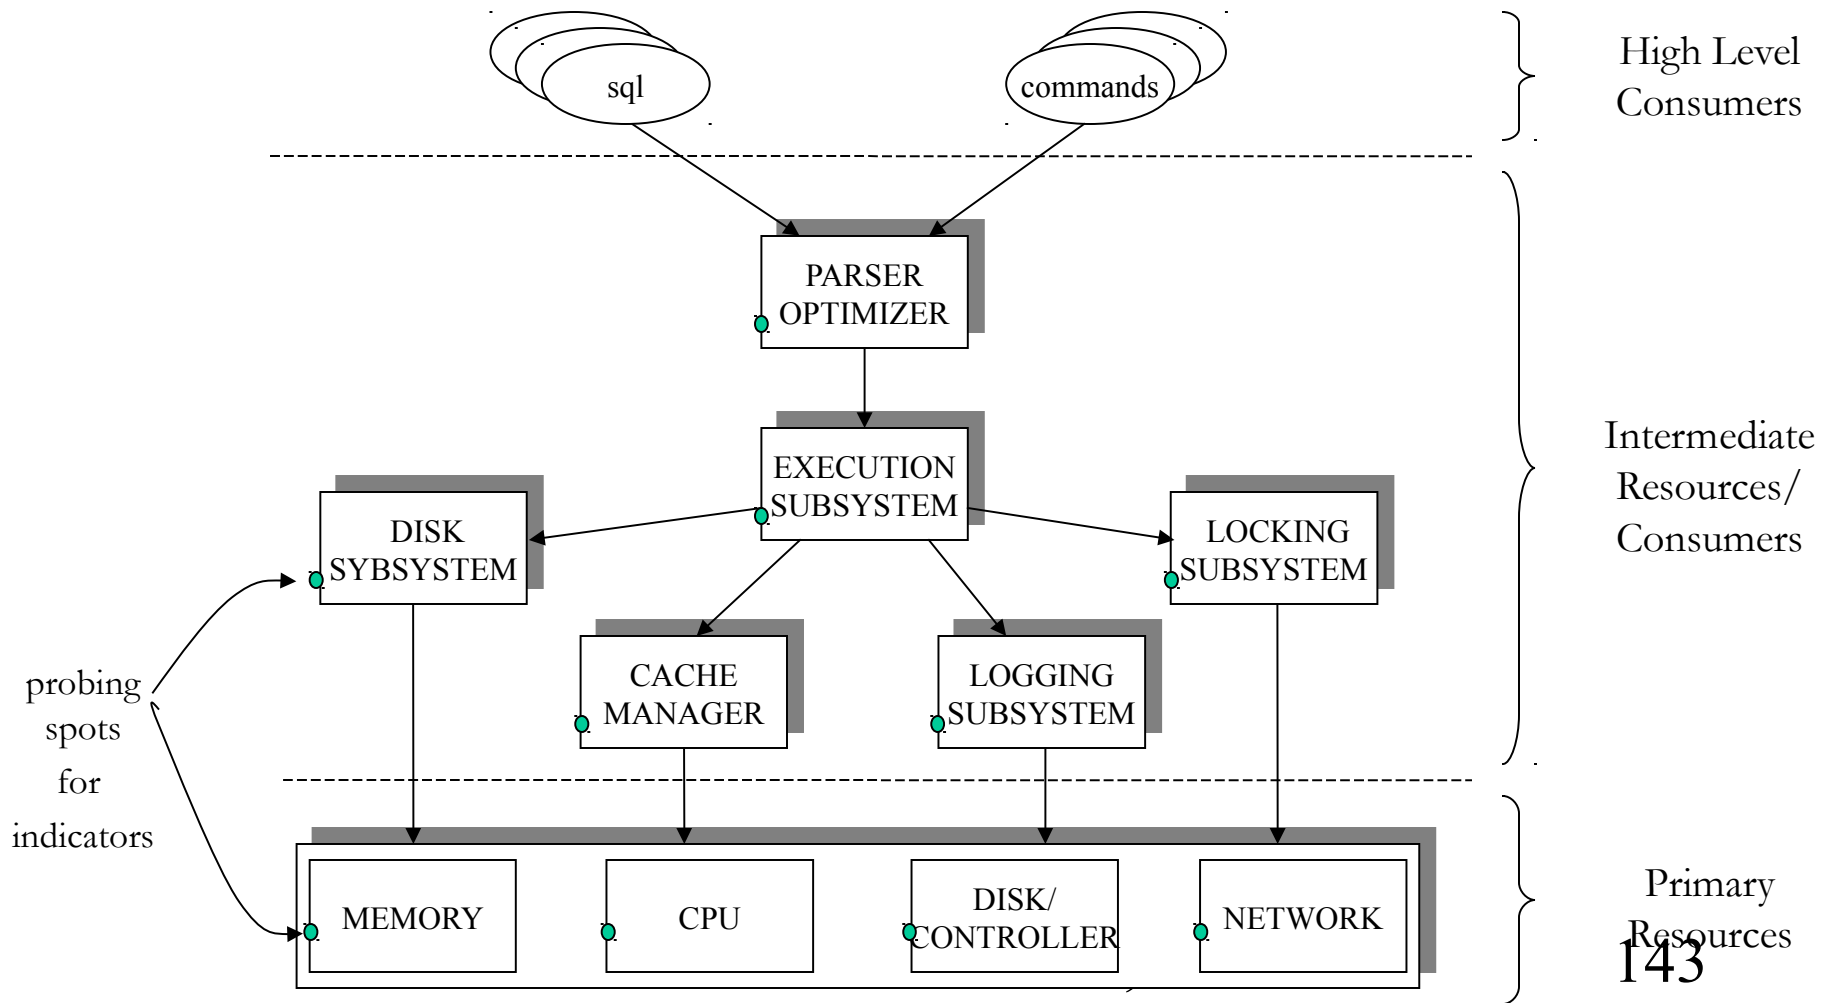 sql
commands
High Level
Consumers
PARSER
OPTIMIZER
EXECUTION
SUBSYSTEM
DISK
SYBSYSTEM
LOCKING
SUBSYSTEM
Intermediate
Resources/
Consumers
CACHE
MANAGER
LOGGING
SUBSYSTEM
probing
spots
for
indicators
MEMORY
CPU
DISK/
CONTROLLER
NETWORK
Primary
Resources
143